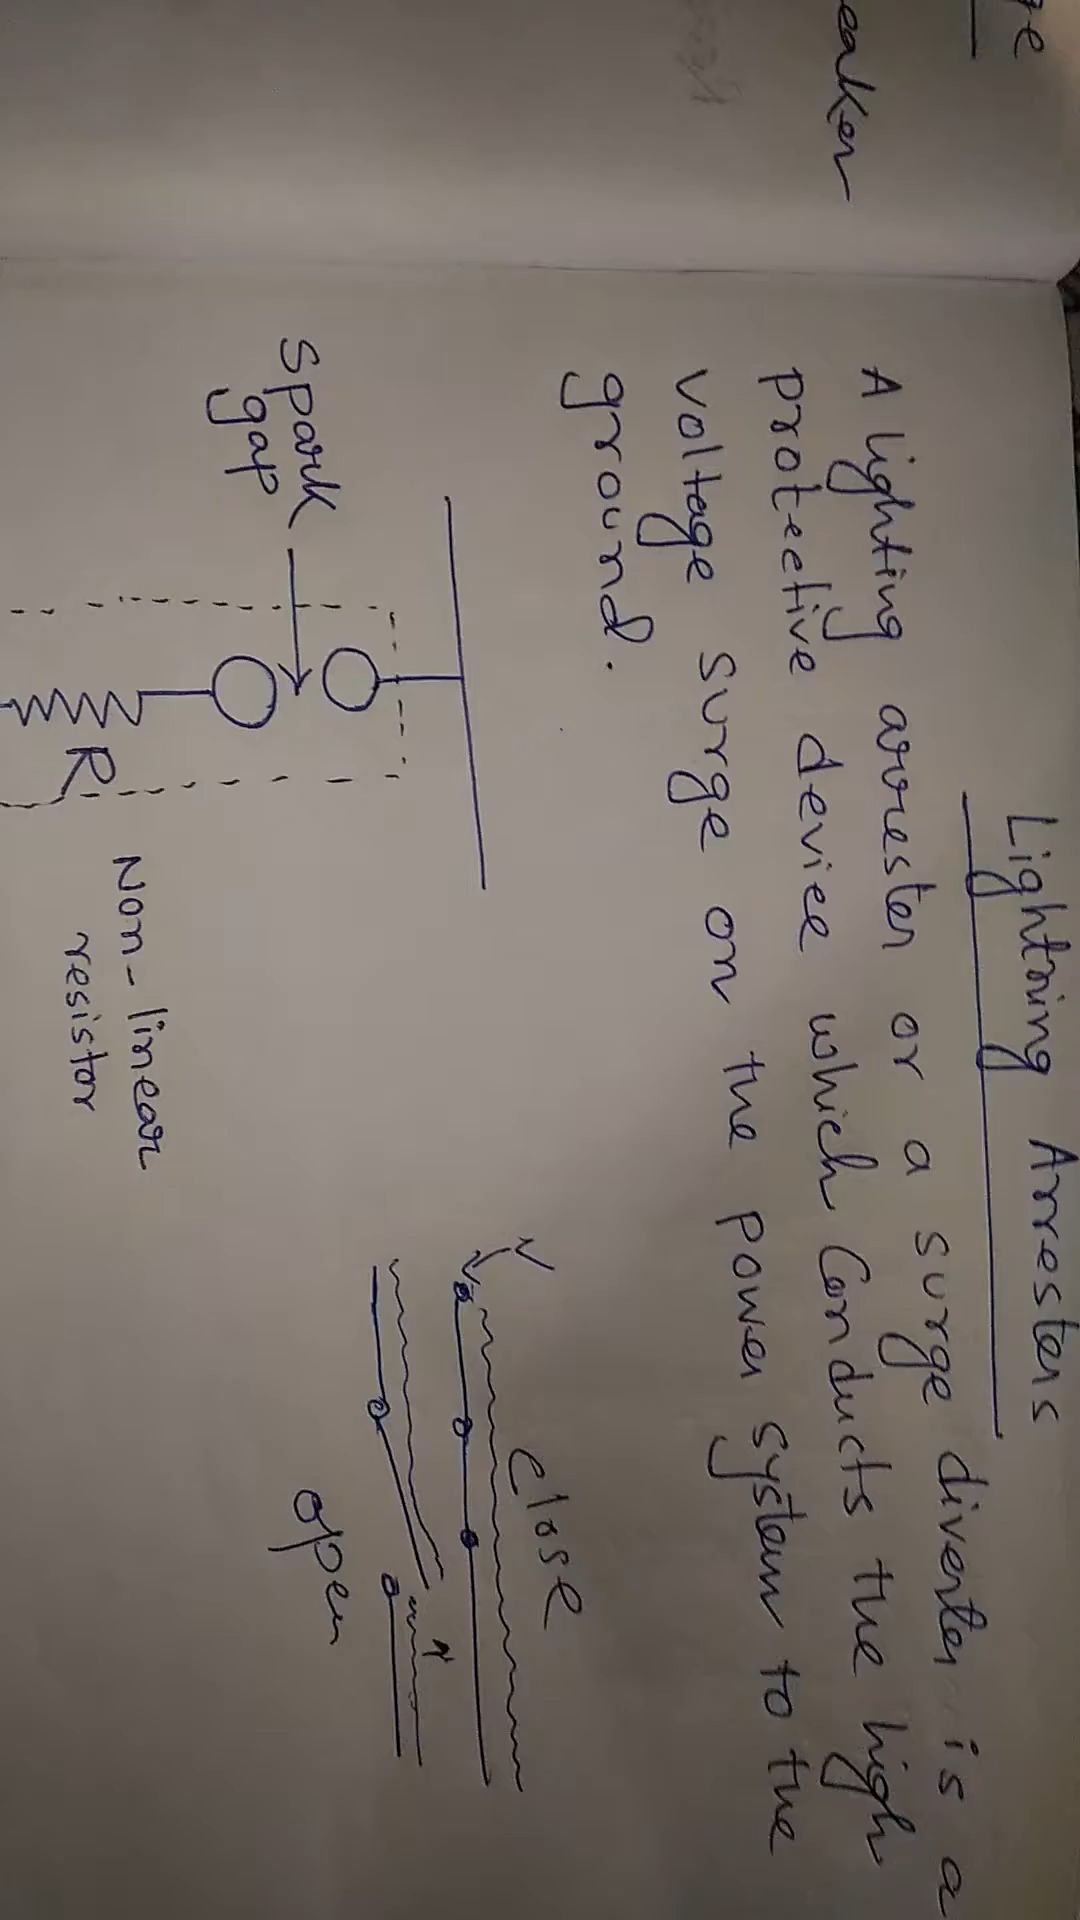 ge
eaker
Lightning Arresters
A lighting arrester or a surge diverter is a
protective device which Conducts the high
voltage surge on the power system to the
ground.
Spark
gap
R
Non-linear
resistor
close
open